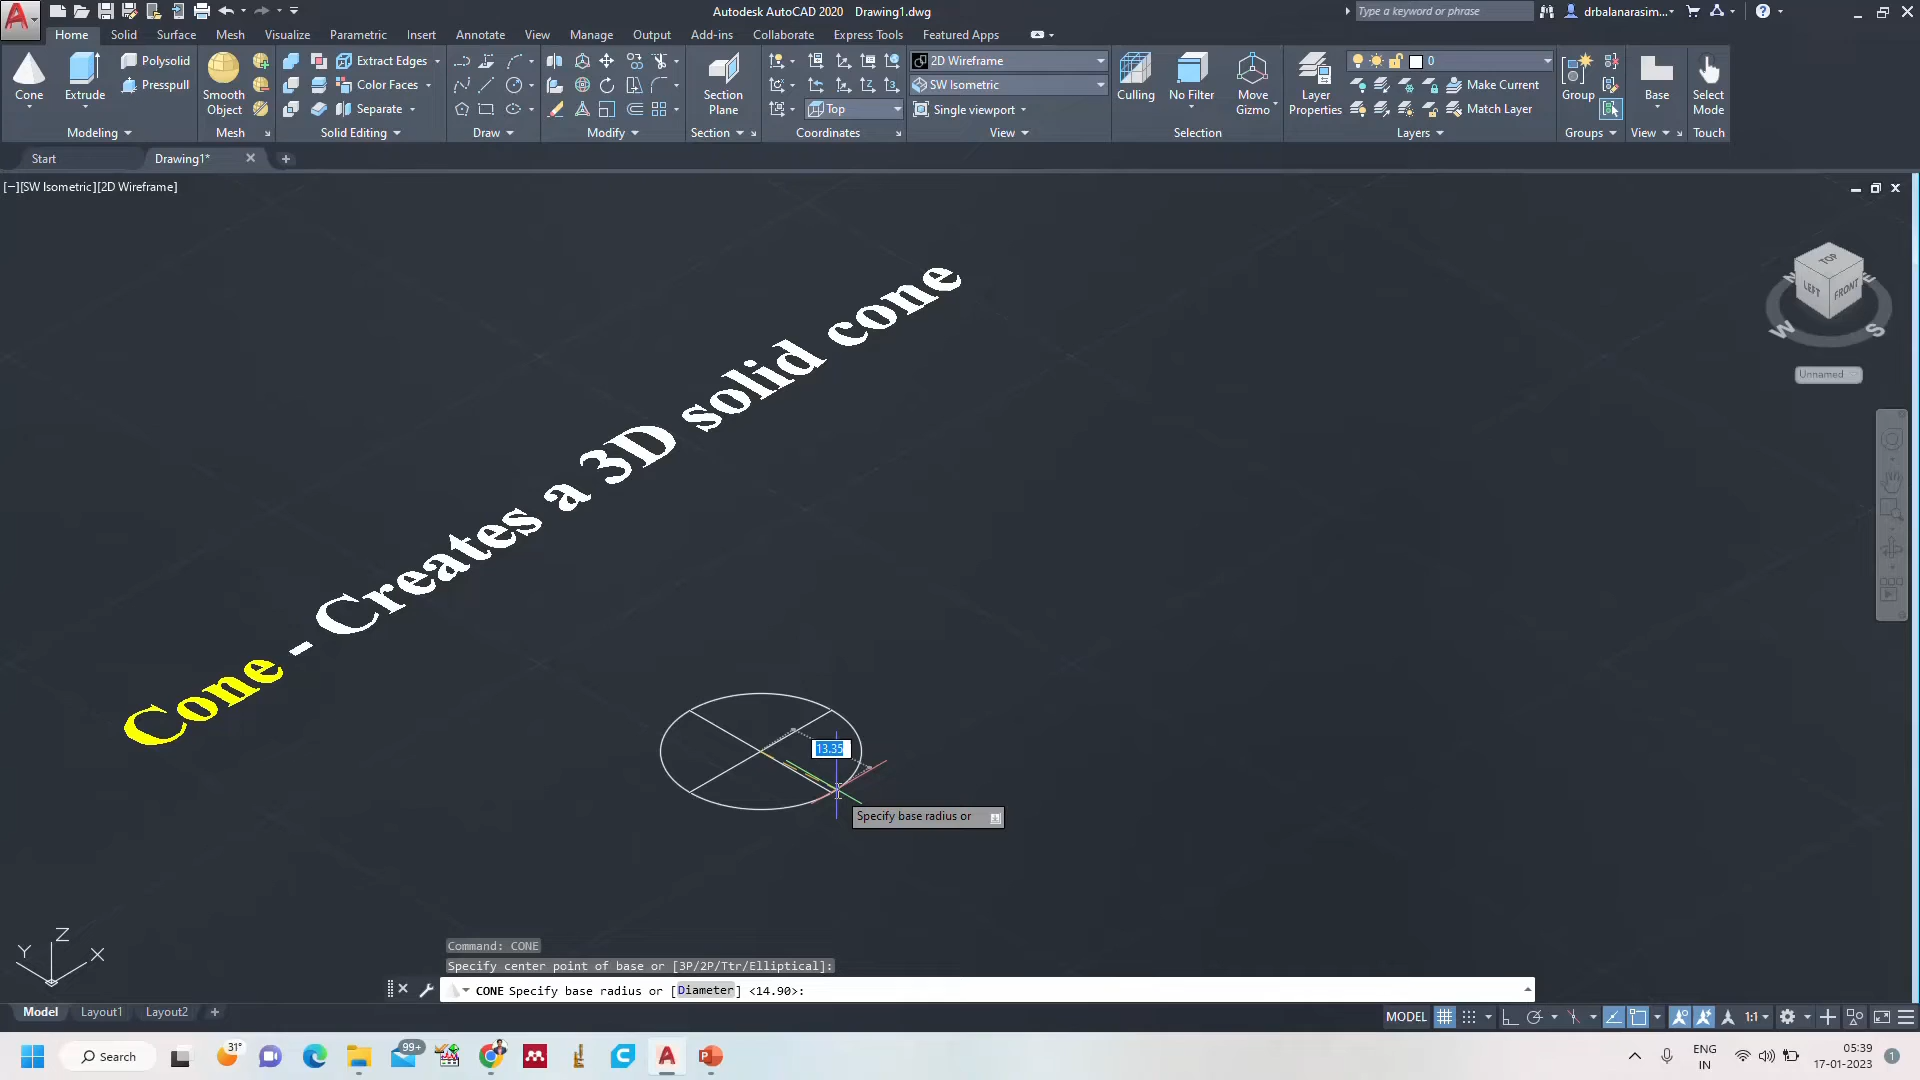 Autodesk AutoCAD 2020 Drawing1.dwg
Type a keyword or phrase
drbalanarasim...
Home Solid Surface Mesh Visualize Parametric Insert Annotate View Manage Output Add-ins Collaborate Express Tools Featured Apps
Cone
Extrude
Polysolid
Presspull
Modeling
Smooth
Object
Mesh
Extract Edges
Color Faces
Separate
Solid Editing
Draw
Modify
Section
Plane
Section
Top
Coordinates
2D Wireframe
SW Isometric
Single viewport
View
Culling
No Filter
Move
Gizmo
Selection
Layer
Properties
0
Make Current
Match Layer
Layers
Group
Groups
Base
View
Select
Mode
Touch
Start
Drawing1*
[−][SW Isometric][2D Wireframe]
Cone - Creates a 3D solid cone
TOP
LEFT
FRONT
N
E
W
S
Unnamed
13.35
Specify base radius or
Y
Z
X
Command: CONE
Specify center point of base or [3P/2P/Ttr/Elliptical]:
CONE Specify base radius or [Diameter] <14.90>:
Model
Layout1
Layout2
MODEL
1:1
31°
Search
99+
ENG
IN
05:39
17-01-2023
1